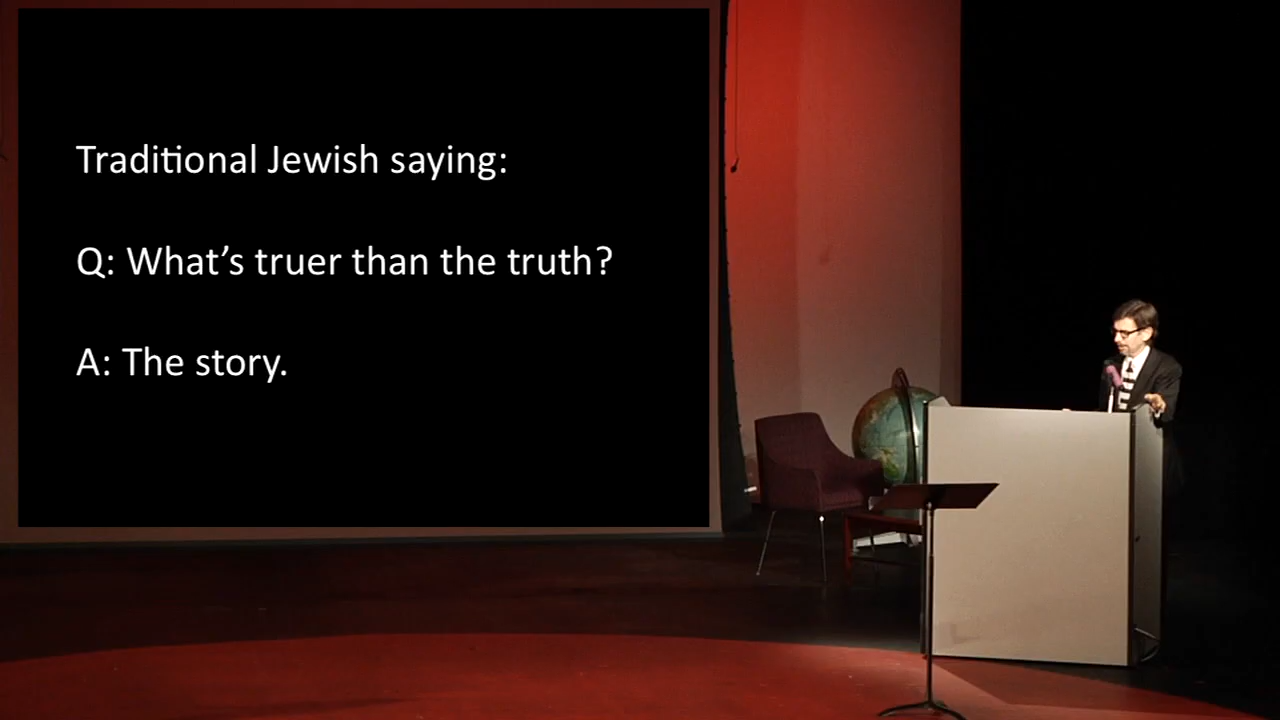 Traditional Jewish saying:
Q: What’s truer than the truth?
A: The story.